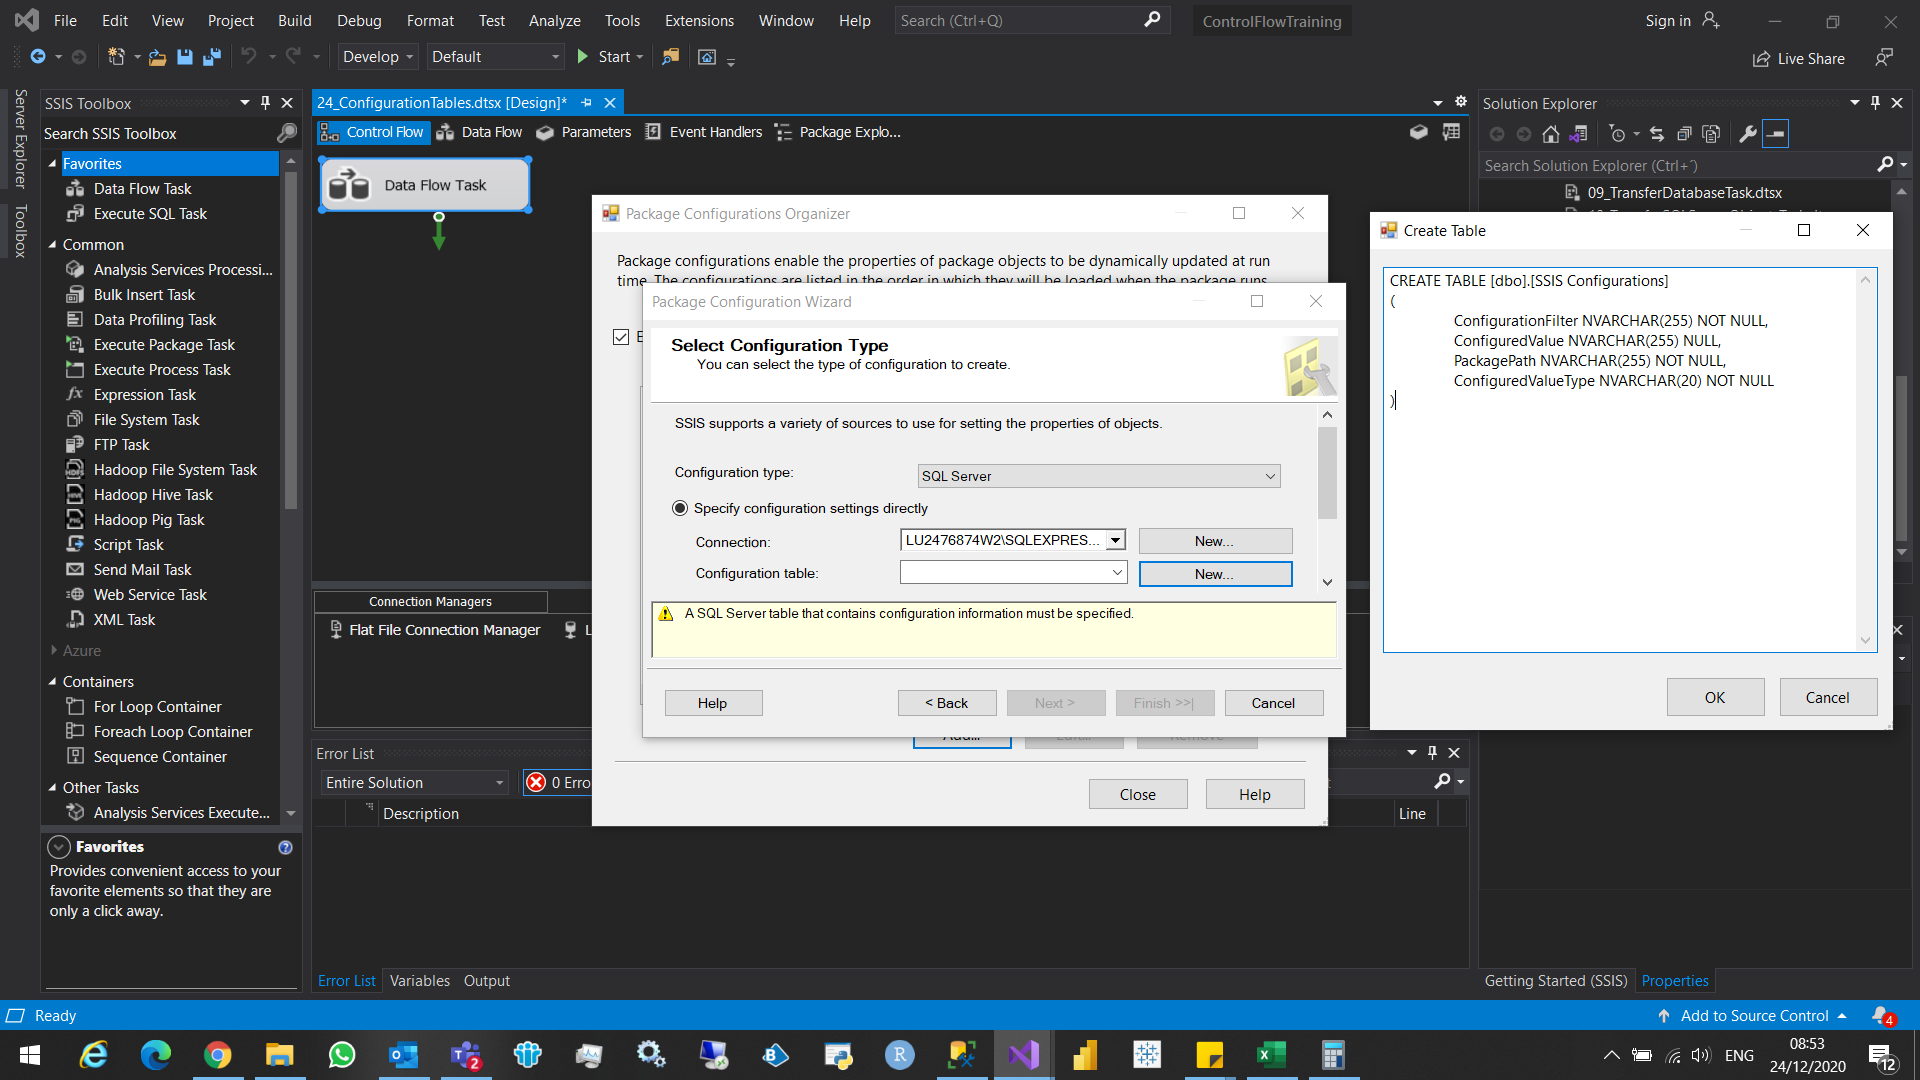 File Edit View Project Build Debug Format Test Analyze Tools Extensions Window Help
Search (Ctrl+Q)
ControlFlowTraining
Sign in
Develop
Default
Start
Live Share
Server Explorer
Toolbox
SSIS Toolbox
Search SSIS Toolbox
Favorites
Data Flow Task
Execute SQL Task
Common
Analysis Services Processi...
Bulk Insert Task
Data Profiling Task
Execute Package Task
Execute Process Task
Expression Task
File System Task
FTP Task
Hadoop File System Task
Hadoop Hive Task
Hadoop Pig Task
Script Task
Send Mail Task
Web Service Task
XML Task
Azure
Containers
For Loop Container
Foreach Loop Container
Sequence Container
Other Tasks
Analysis Services Execute...
Favorites
Provides convenient access to your
favorite elements so that they are
only a click away.
24_ConfigurationTables.dtsx [Design]*
Control Flow
Data Flow
Parameters
Event Handlers
Package Explo...
Data Flow Task
Package Configurations Organizer
Package configurations enable the properties of package objects to be dynamically updated at run
time. The configurations are listed in the order in which they will be loaded when the package runs.
E
Package Configuration Wizard
Select Configuration Type
You can select the type of configuration to create.
SSIS supports a variety of sources to use for setting the properties of objects.
Configuration type:
SQL Server
Specify configuration settings directly
Connection:
LU2476874W2\SQLEXPRES...
New...
Configuration table:
New...
A SQL Server table that contains configuration information must be specified.
Help
< Back
Next >
Finish >>|
Cancel
Add...
Edit...
Remove
Close
Help
Connection Managers
Flat File Connection Manager
L
Error List
Entire Solution
0 Erro
Description
Line
Error List
Variables
Output
Solution Explorer
Search Solution Explorer (Ctrl+´)
09_TransferDatabaseTask.dtsx
Create Table
CREATE TABLE [dbo].[SSIS Configurations]
(
ConfigurationFilter NVARCHAR(255) NOT NULL,
ConfiguredValue NVARCHAR(255) NULL,
PackagePath NVARCHAR(255) NOT NULL,
ConfiguredValueType NVARCHAR(20) NOT NULL
)
OK
Cancel
Getting Started (SSIS)
Properties
Ready
Add to Source Control
4
2
ENG
08:53
24/12/2020
12